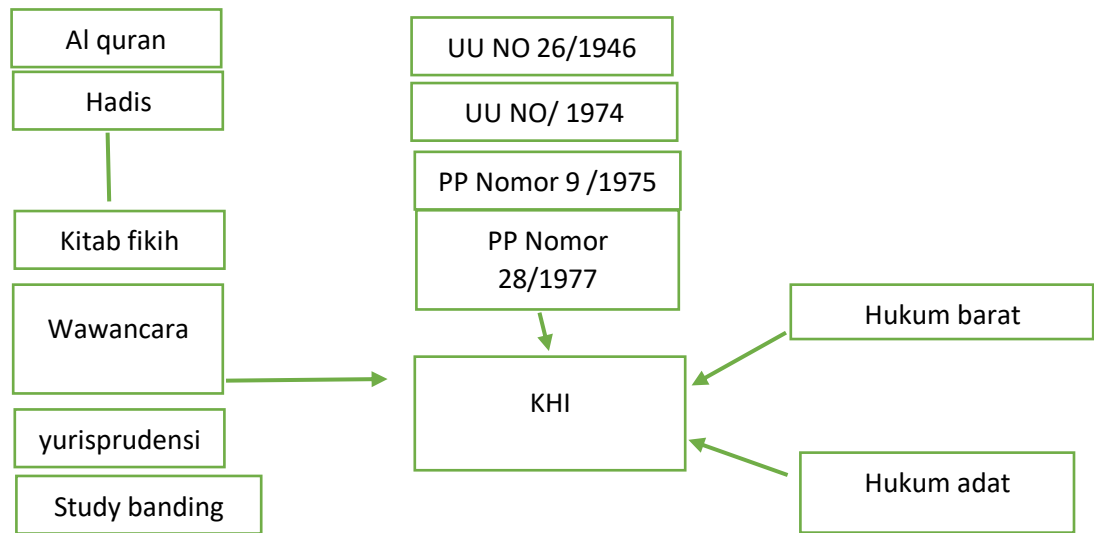 Al quran
Hadis
Kitab fikih
Wawancara
yurisprudensi
Study banding
UU NO 26/1946
UU NO/ 1974
PP Nomor 9 /1975
PP Nomor
28/1977
KHI
Hukum barat
Hukum adat